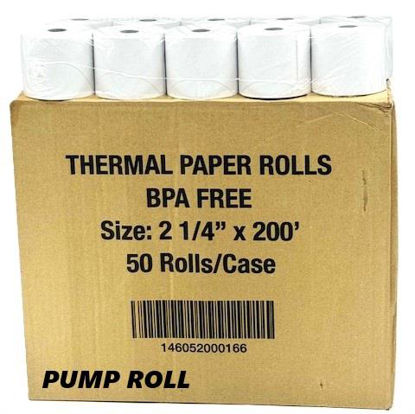 THERMAL PAPER ROLLS
BPA FREE
Size: 2 1/4” x 200’
50 Rolls/Case
146052000166
PUMP ROLL